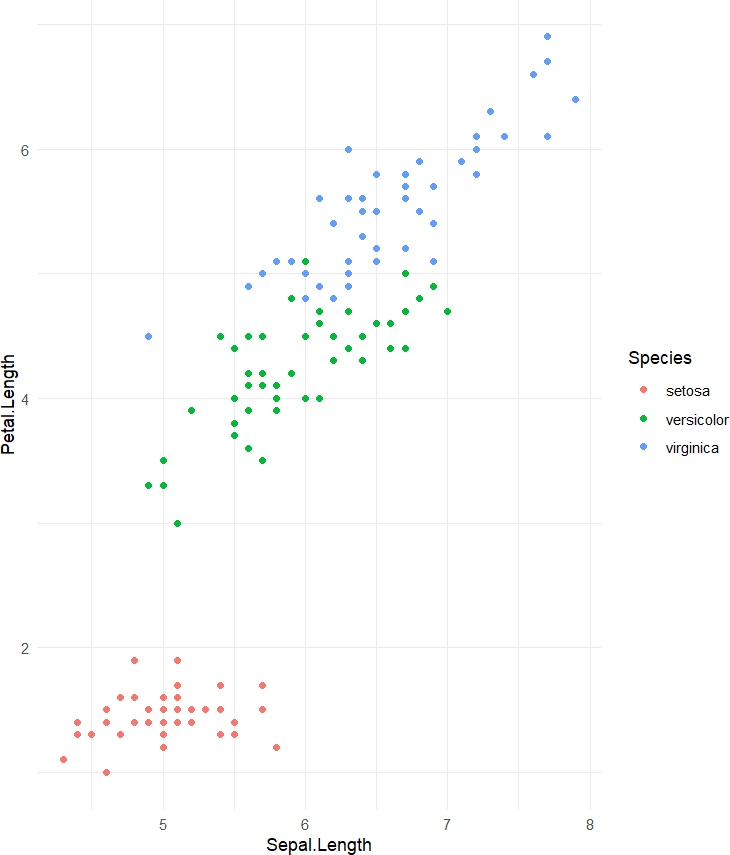 6
4
2
Petal.Length
5 6 7 8
Sepal.Length
Species
setosa
versicolor
virginica